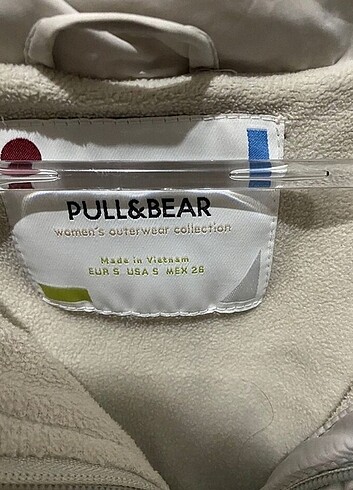 PULL&BEAR
women's outerwear collection
Made in Vietnam
EUR S USA S MEX 26